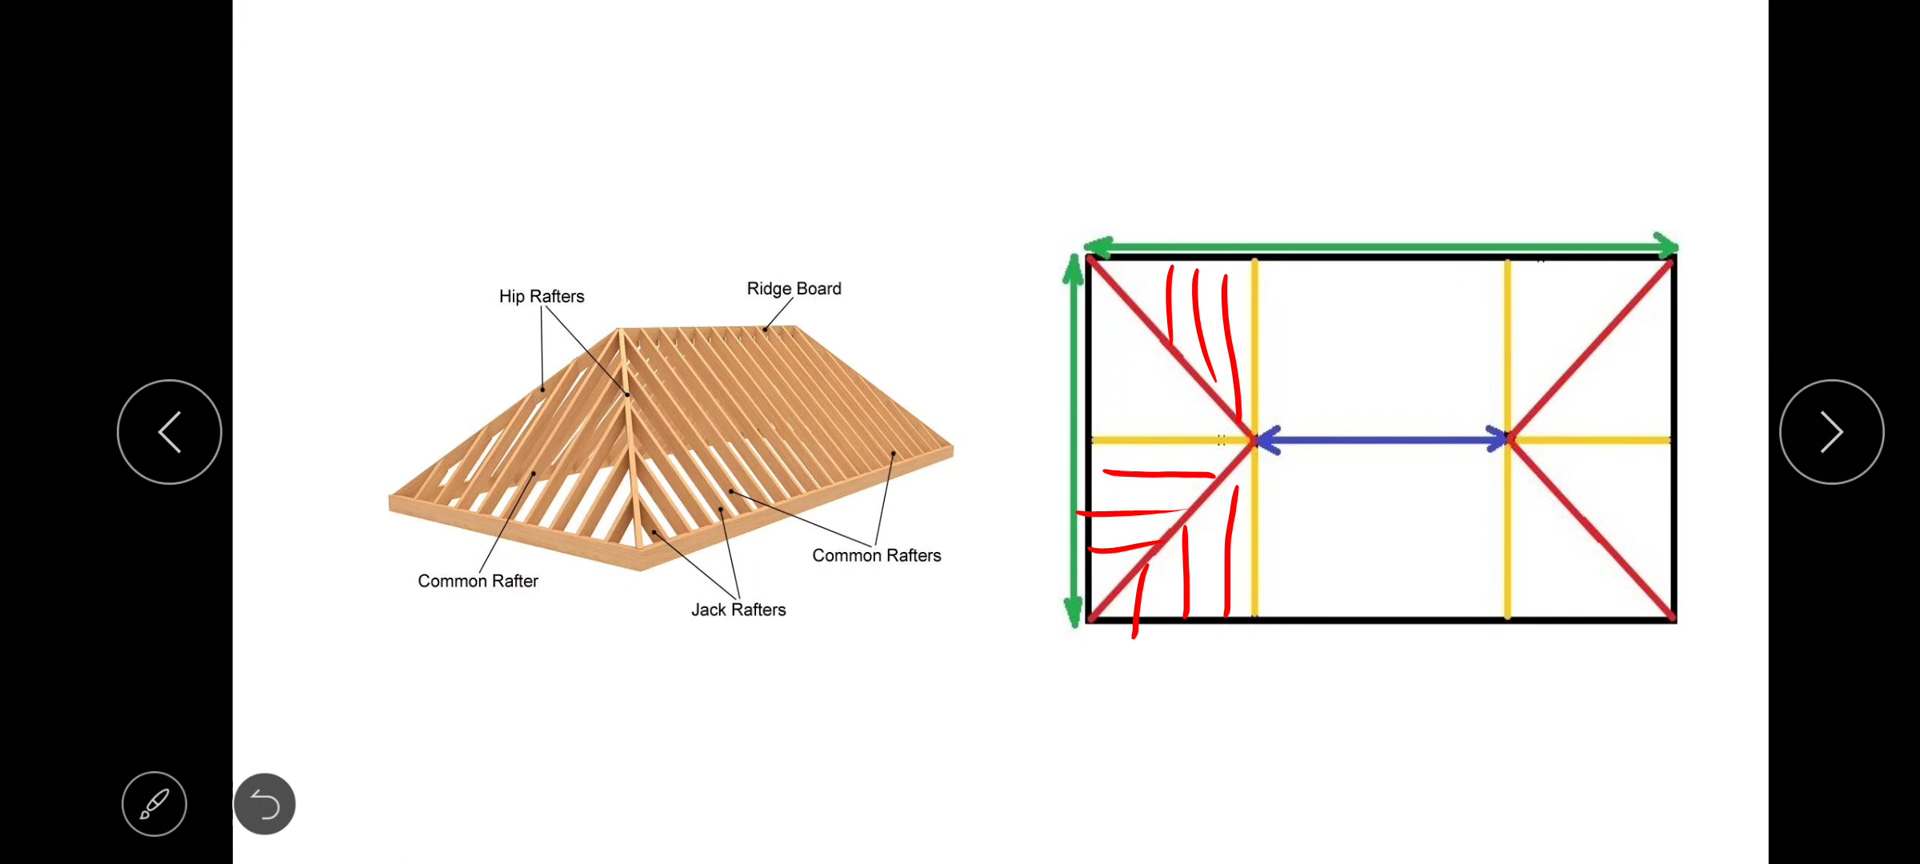 Hip Rafters
Ridge Board
Common Rafters
Common Rafter
Jack Rafters